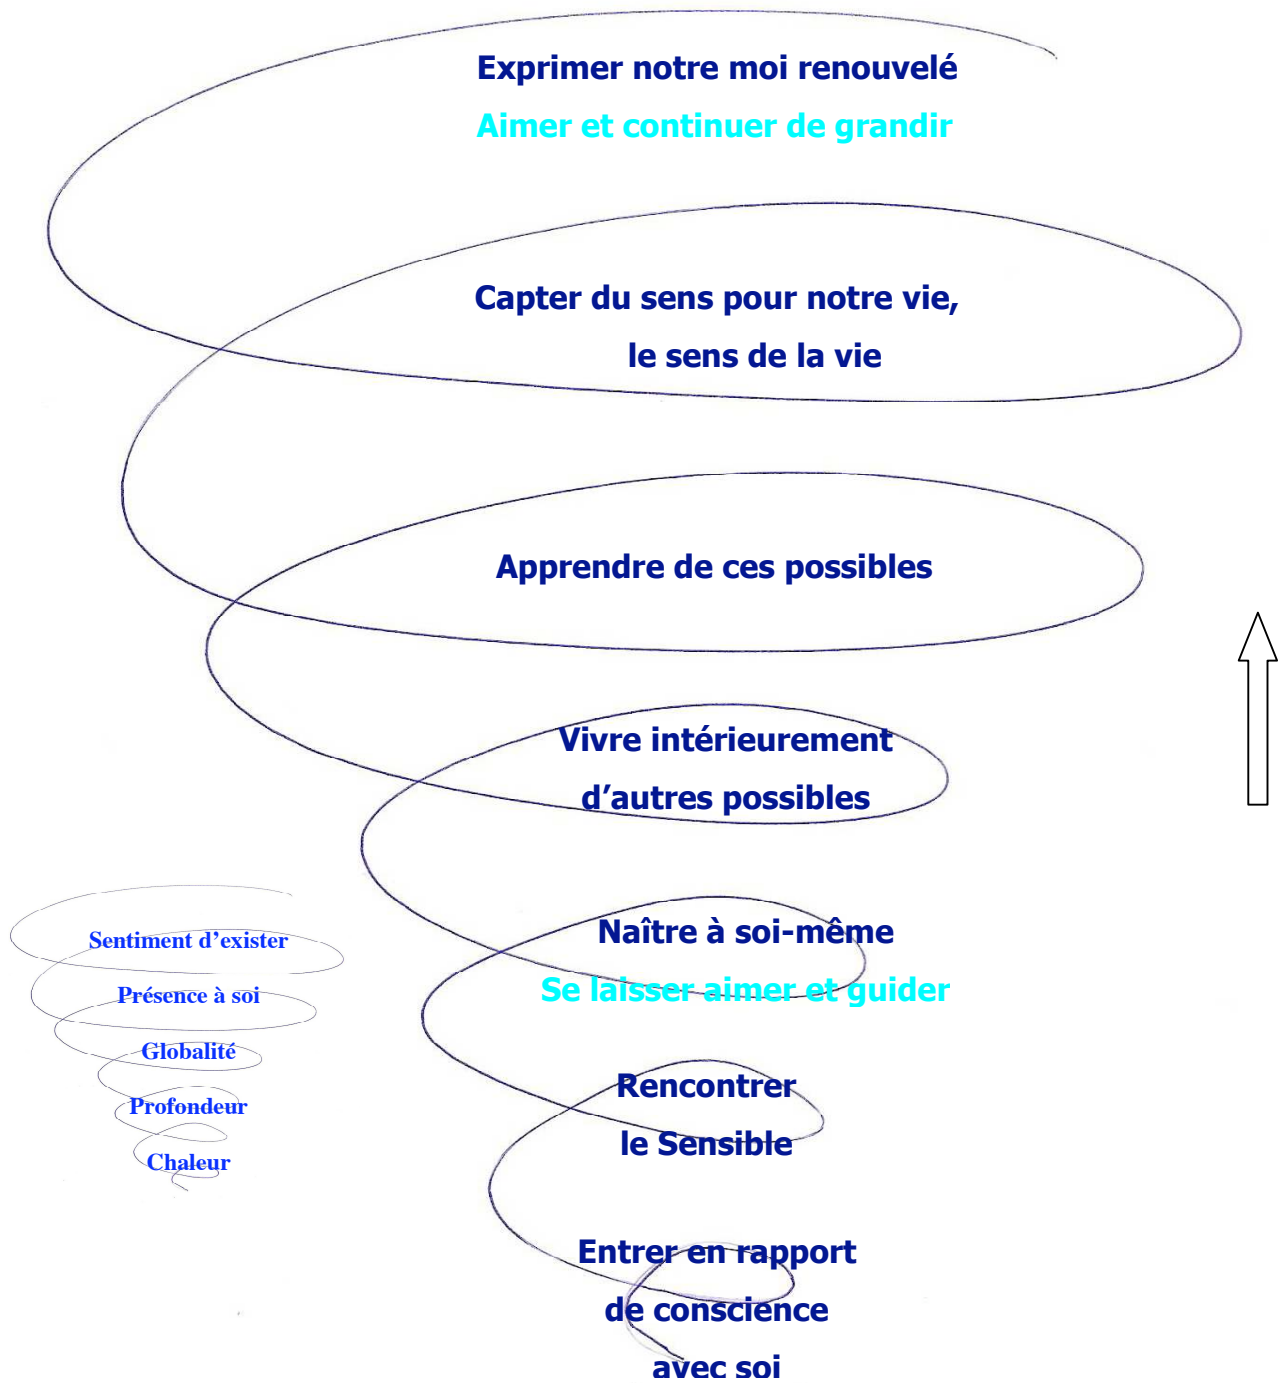 Exprimer notre moi renouvelé
Aimer et continuer de grandir
Capter du sens pour notre vie,
le sens de la vie
Apprendre de ces possibles
Vivre intérieurement
d’autres possibles
Naître à soi-même
Se laisser aimer et guider
Rencontrer
le Sensible
Entrer en rapport
de conscience
avec soi
Sentiment d’exister
Présence à soi
Globalité
Profondeur
Chaleur